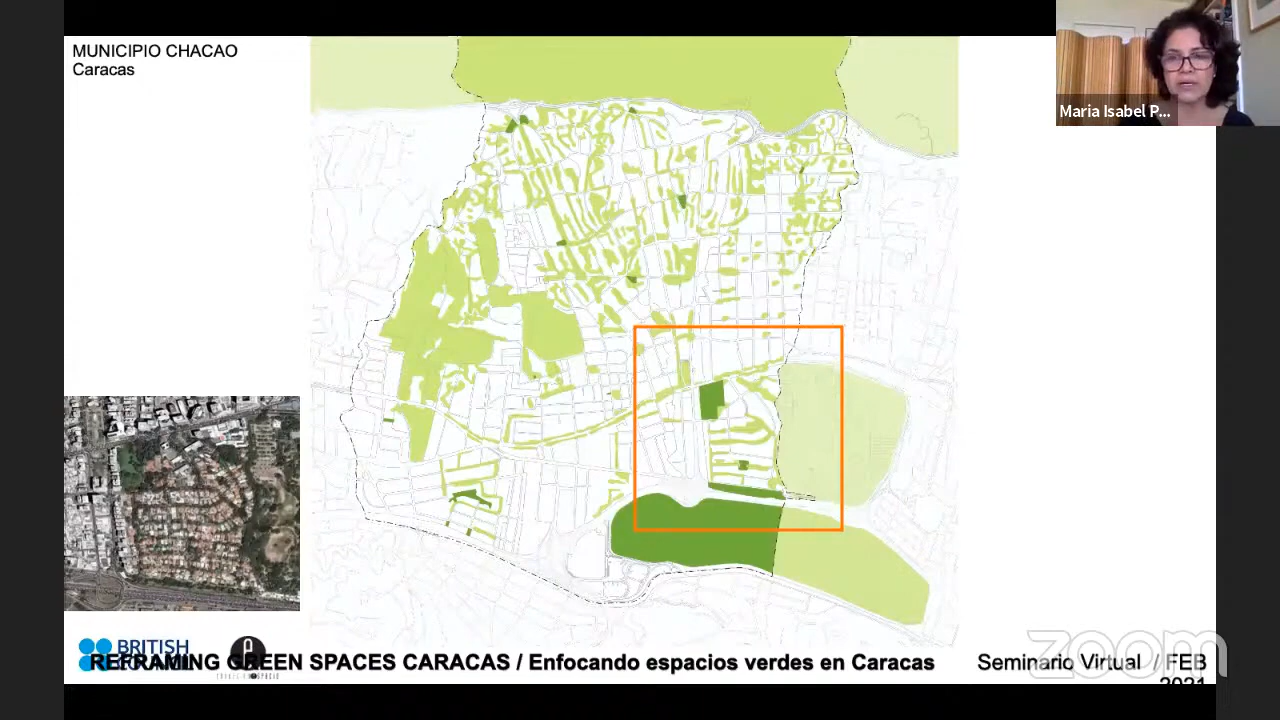 MUNICIPIO CHACAO
Caracas
Maria Isabel P...
BRITISH
REFRAMING GREEN SPACES CARACAS / Enfocando espacios verdes en Caracas
Seminario Virtual / FEB
2021
zoom